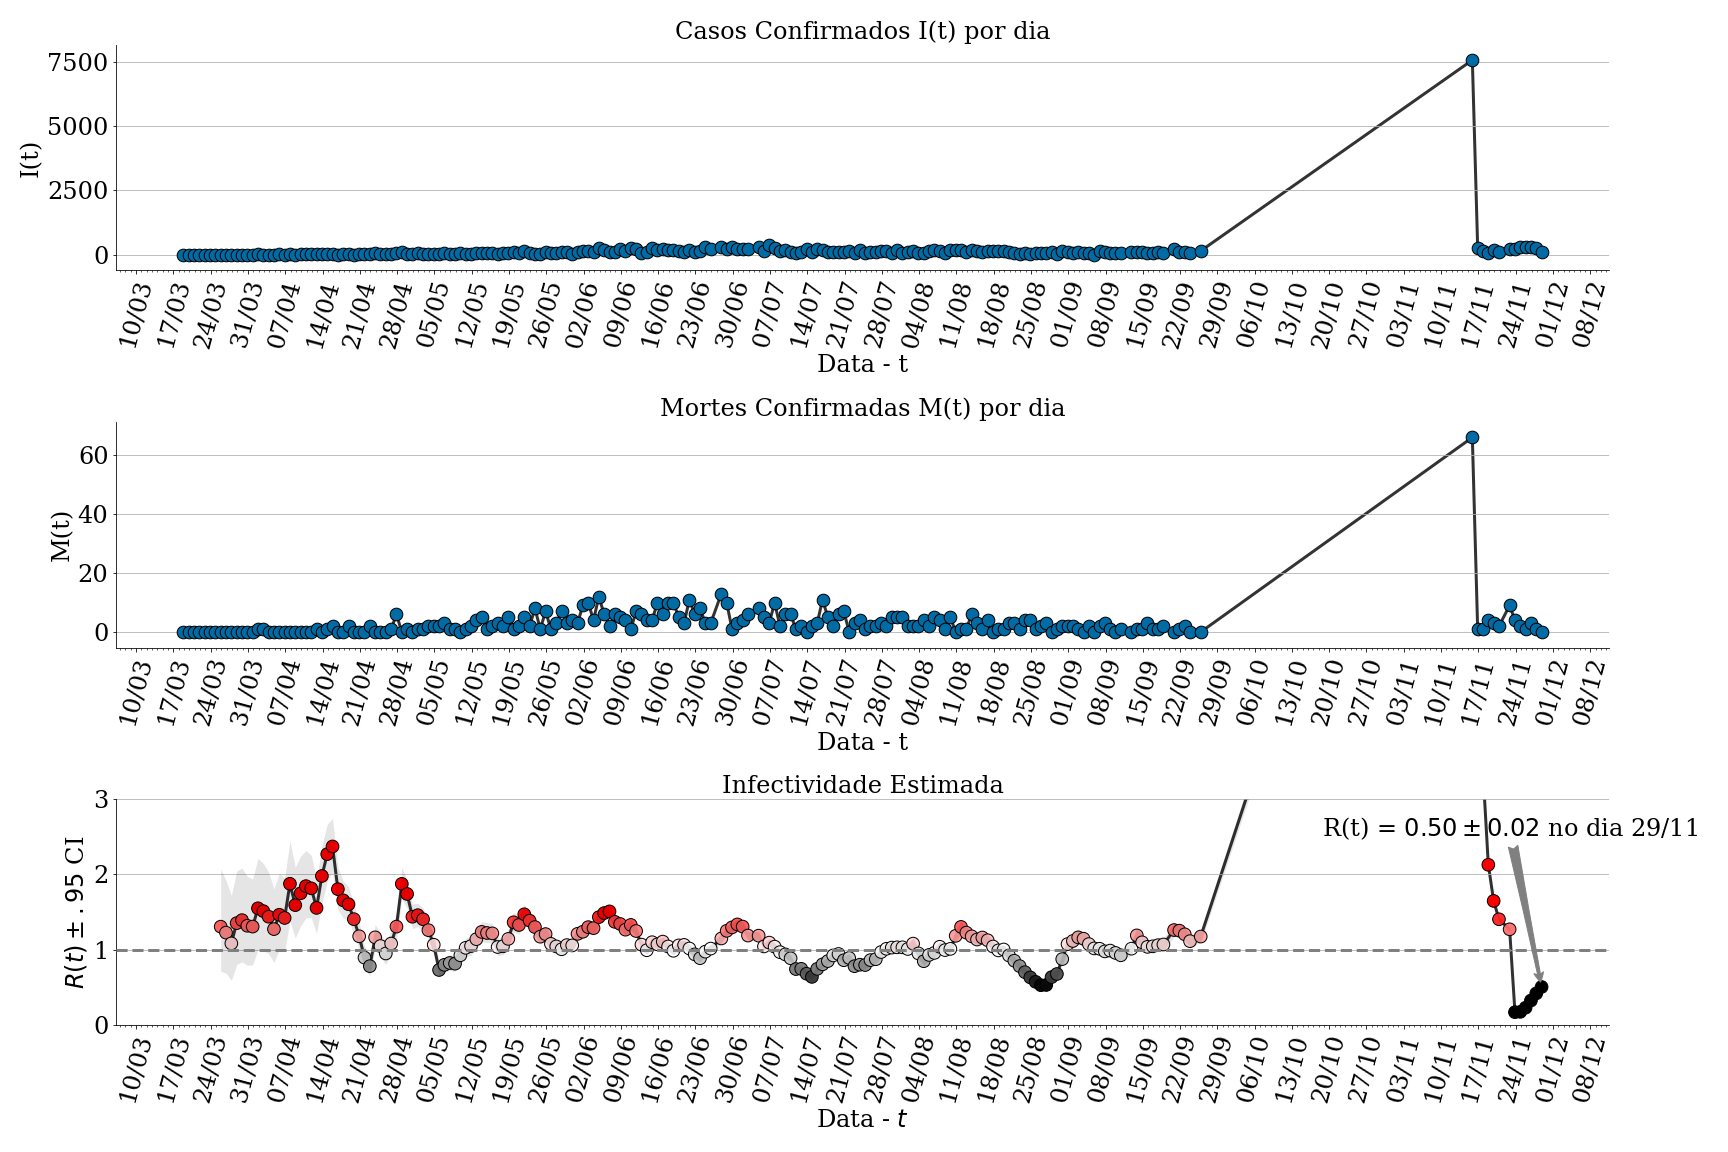 Casos Confirmados I(t) por dia
7500
5000
2500
0
I(t)
10/03 17/03 24/03 31/03 07/04 14/04 21/04 28/04 05/05 12/05 19/05 26/05 02/06 09/06 16/06 23/06 30/06 07/07 14/07 21/07 28/07 04/08 11/08 18/08 25/08 01/09 08/09 15/09 22/09 29/09 06/10 13/10 20/10 27/10 03/11 10/11 17/11 24/11 01/12 08/12
Data - t
Mortes Confirmadas M(t) por dia
60
40
20
0
M(t)
10/03 17/03 24/03 31/03 07/04 14/04 21/04 28/04 05/05 12/05 19/05 26/05 02/06 09/06 16/06 23/06 30/06 07/07 14/07 21/07 28/07 04/08 11/08 18/08 25/08 01/09 08/09 15/09 22/09 29/09 06/10 13/10 20/10 27/10 03/11 10/11 17/11 24/11 01/12 08/12
Data - t
Infectividade Estimada
3
2
1
0
R(t) ± .95 CI
R(t) = 0.50 ± 0.02 no dia 29/11
10/03 17/03 24/03 31/03 07/04 14/04 21/04 28/04 05/05 12/05 19/05 26/05 02/06 09/06 16/06 23/06 30/06 07/07 14/07 21/07 28/07 04/08 11/08 18/08 25/08 01/09 08/09 15/09 22/09 29/09 06/10 13/10 20/10 27/10 03/11 10/11 17/11 24/11 01/12 08/12
Data - t